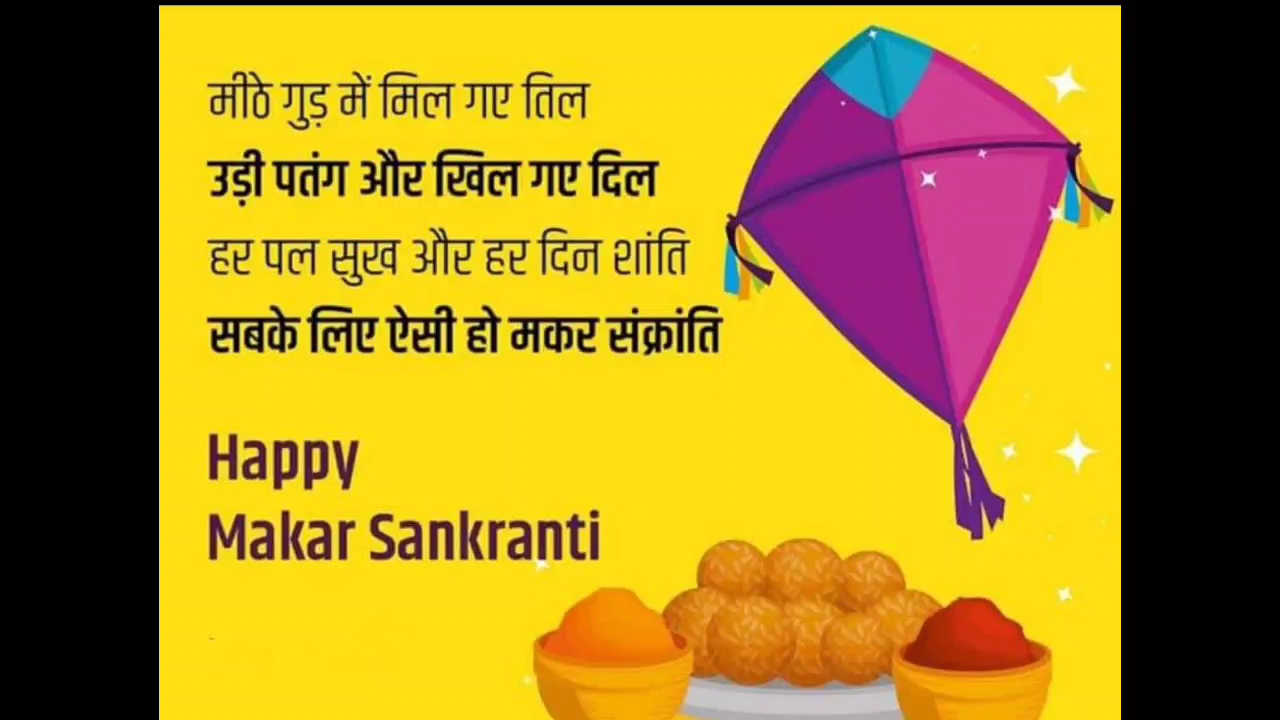 मीठे गुड़ में मिल गए तिल
उड़ी पतंग और खिल गए दिल
हर पल सुख और हर दिन शांति
सबके लिए ऐसी हो मकर संक्रांति
Happy
Makar Sankranti